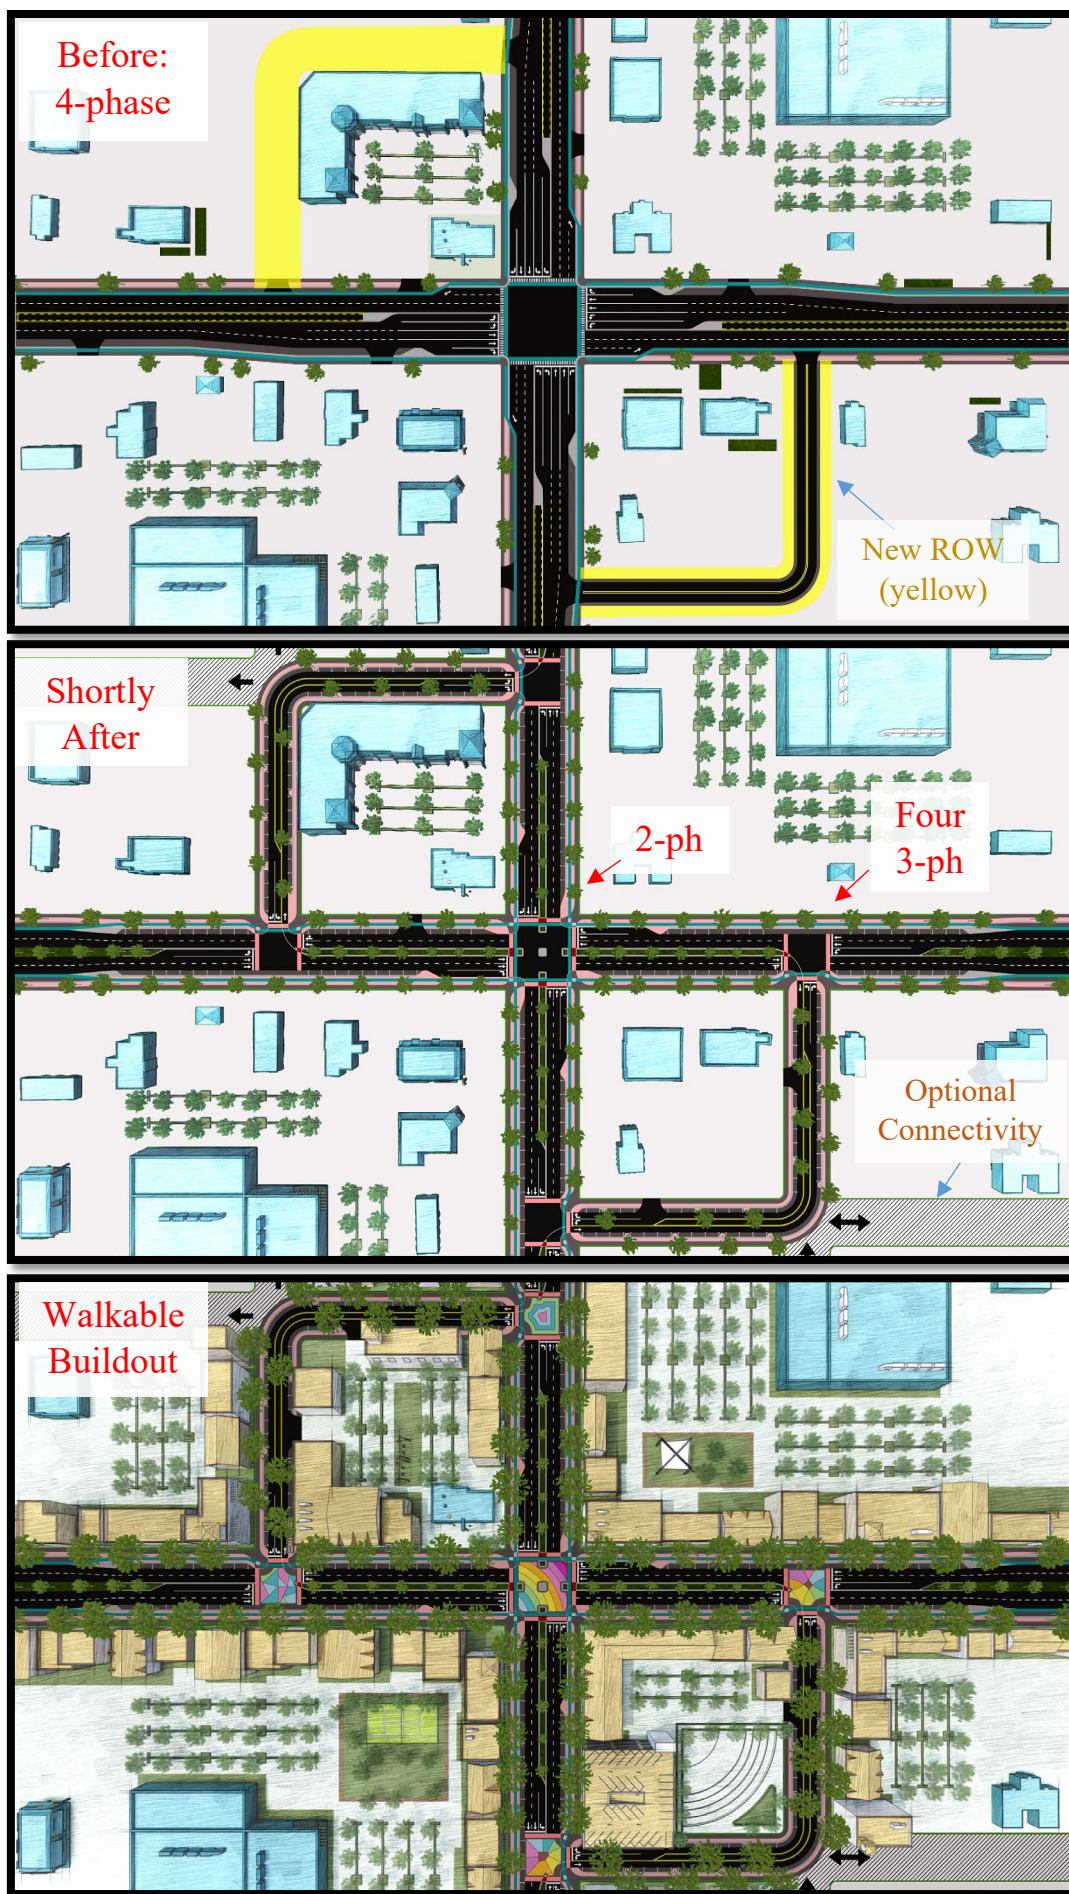 Before:
4-phase
New ROW
(yellow)
Shortly
After
2-ph
Four
3-ph
Optional
Connectivity
Walkable
Buildout